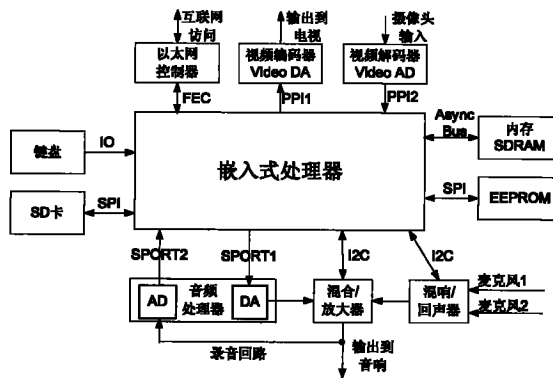 互联网
访问
输出到
电视
摄像头
输入
以太网
控制器
视频编码器
Video DA
视频解码器
Video AD
FEC
PPI1
PPI2
键盘
IO
嵌入式处理器
Async
Bus
内存
SDRAM
SD卡
SPI
SPI
EEPROM
SPORT2
SPORT1
I2C
I2C
音频
处理器
AD
DA
混合/
放大器
混响/
回声器
麦克风1
麦克风2
录音回路
输出到
音响